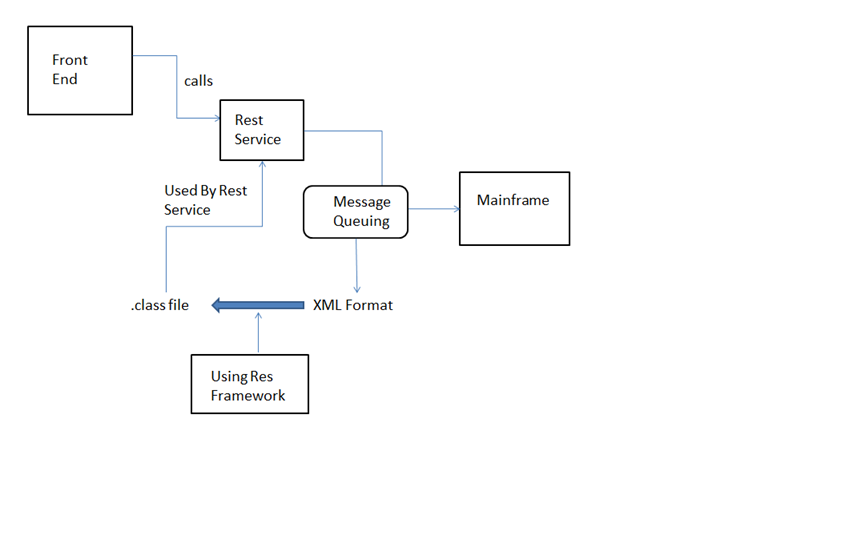 Front
End
calls
Rest
Service
Used By Rest
Service
Message
Queuing
Mainframe
.class file
XML Format
Using Res
Framework